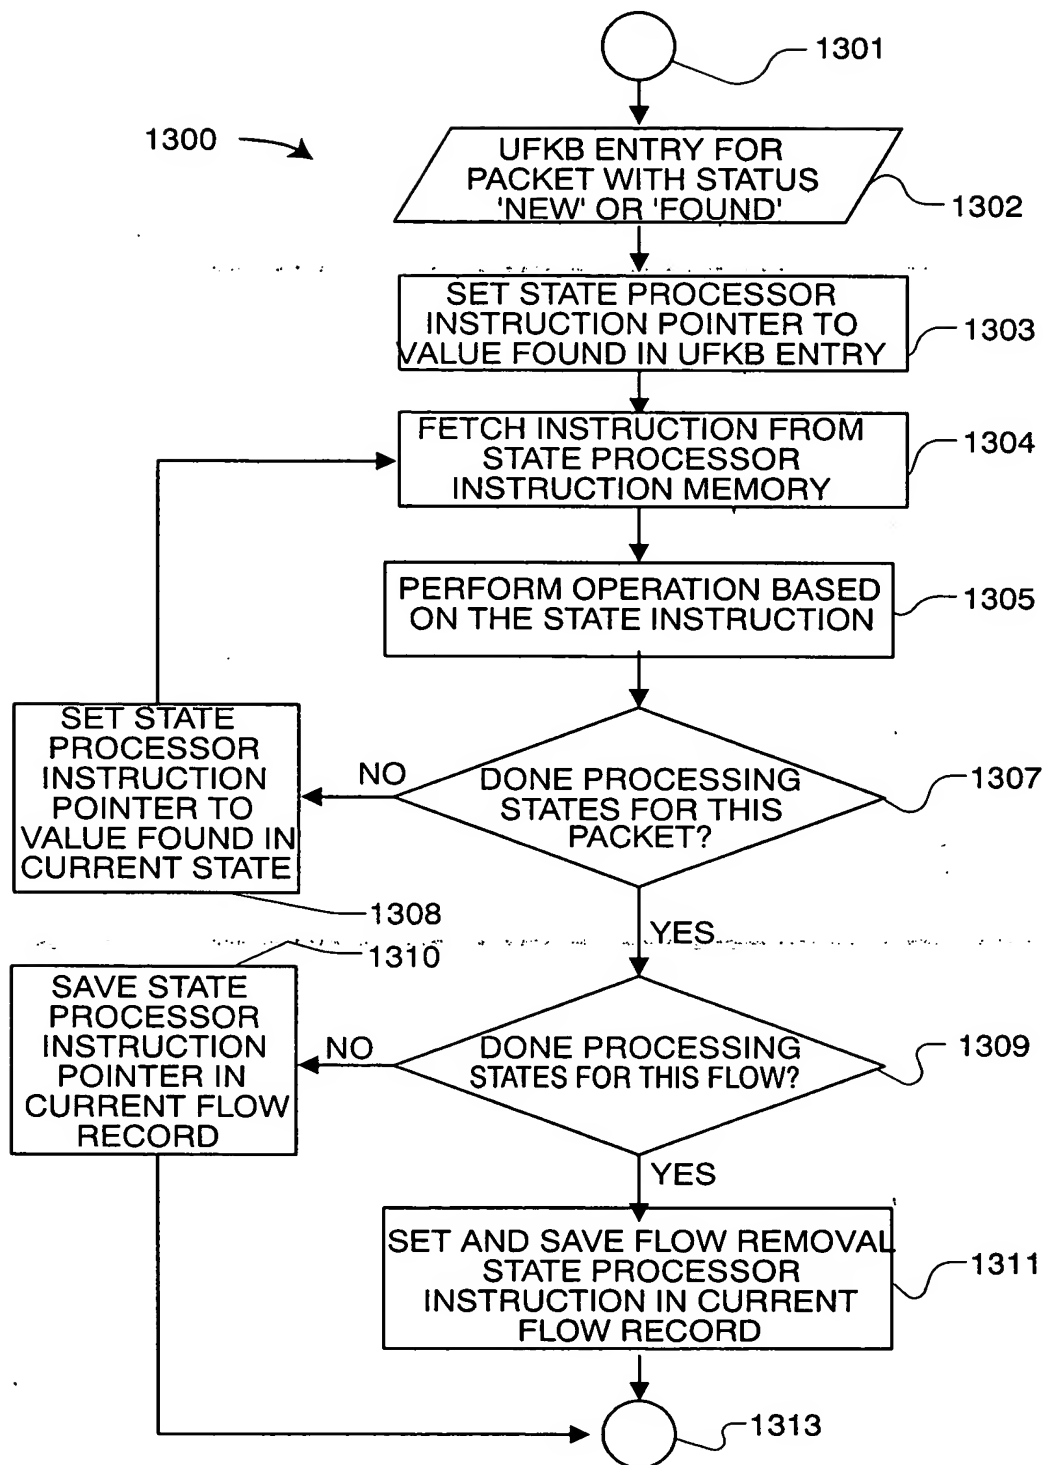 1301
1300
UFKB ENTRY FOR
PACKET WITH STATUS
'NEW' OR 'FOUND'
1302
SET STATE PROCESSOR
INSTRUCTION POINTER TO
VALUE FOUND IN UFKB ENTRY
1303
FETCH INSTRUCTION FROM
STATE PROCESSOR
INSTRUCTION MEMORY
1304
PERFORM OPERATION BASED
ON THE STATE INSTRUCTION
1305
SET STATE
PROCESSOR
INSTRUCTION
POINTER TO
VALUE FOUND IN
CURRENT STATE
1308
NO
DONE PROCESSING
STATES FOR THIS
PACKET?
1307
YES
1310
SAVE STATE
PROCESSOR
INSTRUCTION
POINTER IN
CURRENT FLOW
RECORD
NO
DONE PROCESSING
STATES FOR THIS FLOW?
1309
YES
SET AND SAVE FLOW REMOVAL
STATE PROCESSOR
INSTRUCTION IN CURRENT
FLOW RECORD
1311
1313